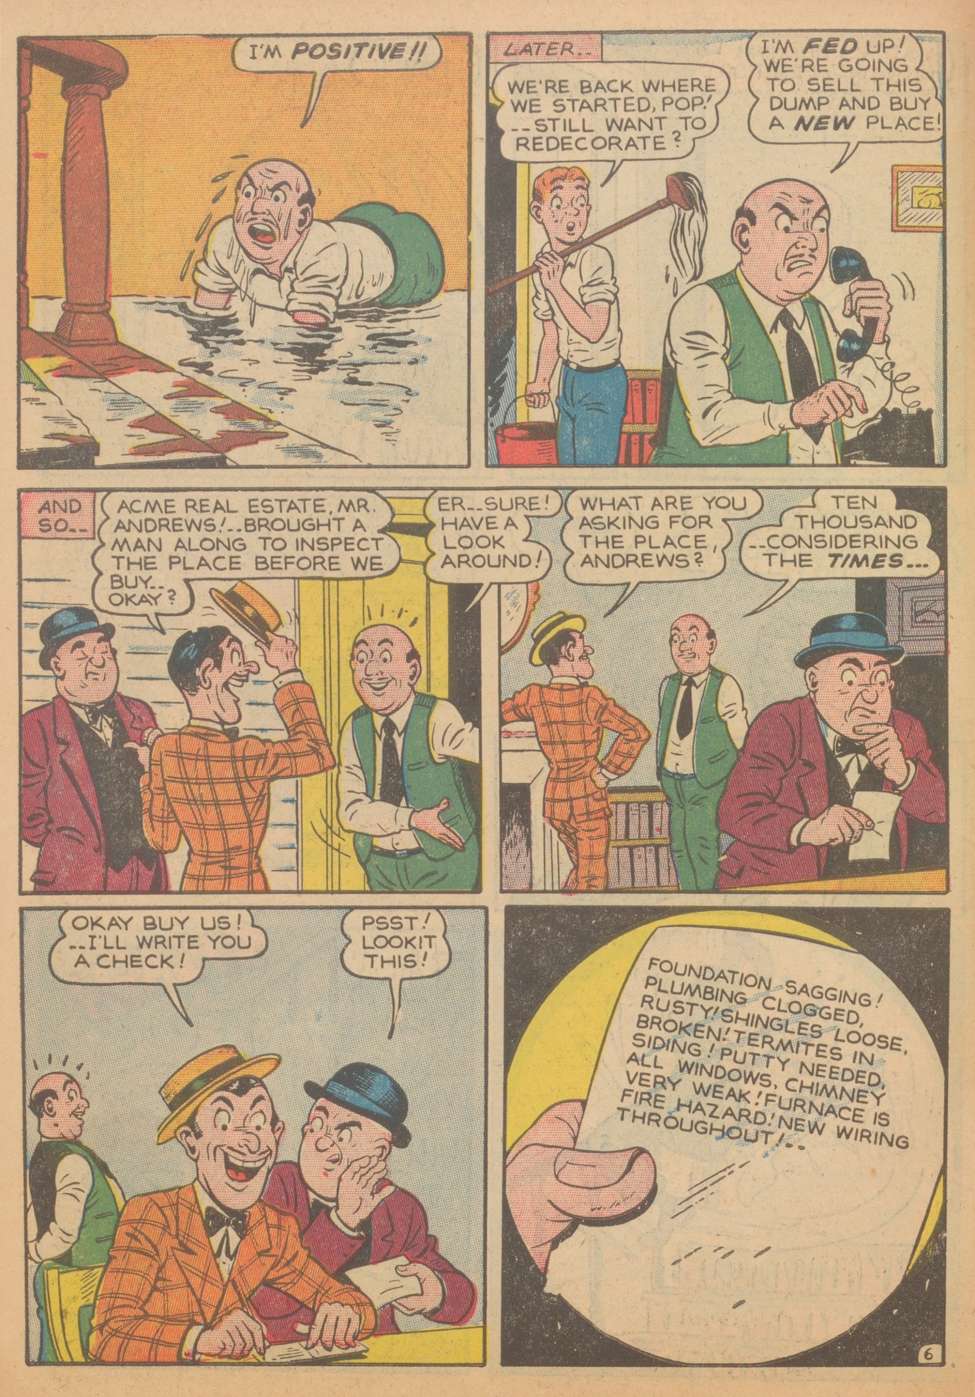 I'M POSITIVE!!
LATER--
WE'RE BACK WHERE
WE STARTED, POP!
--STILL WANT TO
REDECORATE?
I'M FED UP!
WE'RE GOING
TO SELL THIS
DUMP AND BUY
A NEW PLACE!
AND
SO--
ACME REAL ESTATE, MR.
ANDREWS!--BROUGHT A
MAN ALONG TO INSPECT
THE PLACE BEFORE WE
BUY--
OKAY?
ER--SURE!
HAVE A
LOOK
AROUND!
WHAT ARE YOU
ASKING FOR
THE PLACE,
ANDREWS?
TEN
THOUSAND
--CONSIDERING
THE TIMES---
OKAY BUY US!
--I'LL WRITE YOU
A CHECK!
PSST!
LOOKIT
THIS!
FOUNDATION SAGGING!
PLUMBING CLOGGED,
RUSTY! SHINGLES LOOSE,
BROKEN! TERMITES IN
SIDING! PUTTY NEEDED,
ALL WINDOWS, CHIMNEY
VERY WEAK! FURNACE IS
FIRE HAZARD! NEW WIRING
THROUGHOUT!--
6